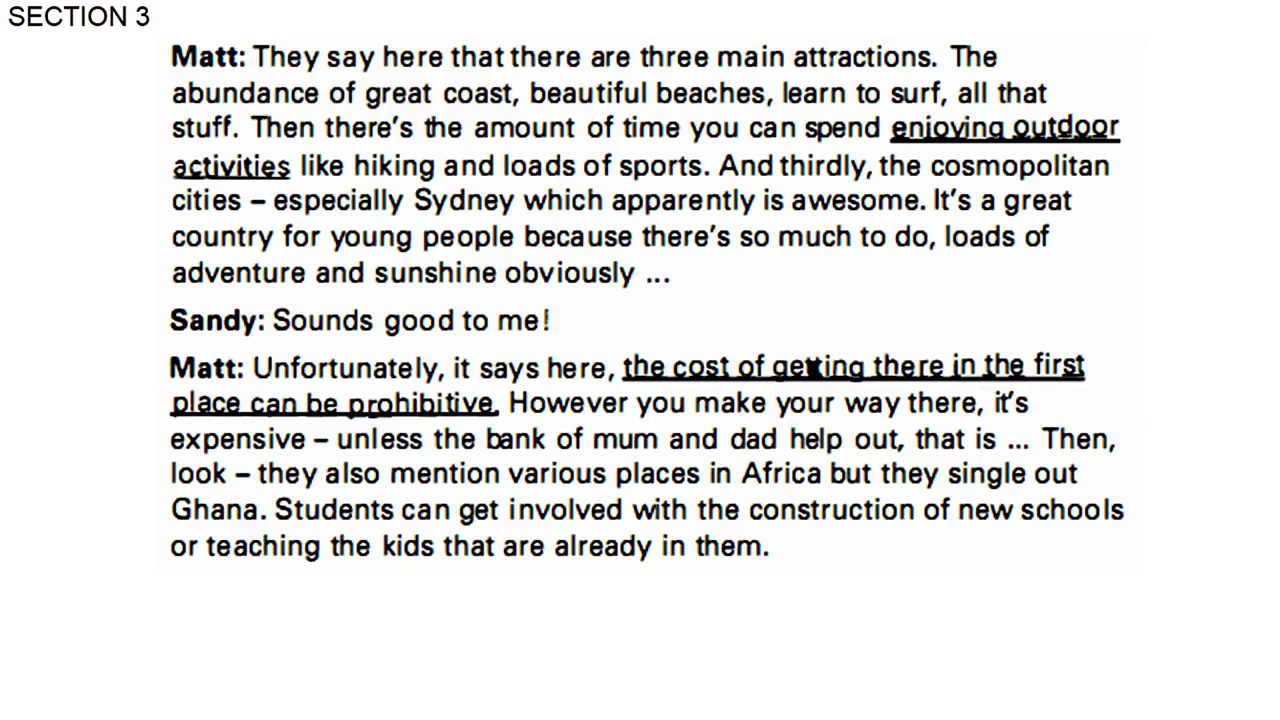 SECTION 3
Matt: They say here that there are three main attractions. The
abundance of great coast, beautiful beaches, learn to surf, all that
stuff. Then there's the amount of time you can spend enjoying outdoor
activities like hiking and loads of sports. And thirdly, the cosmopolitan
cities – especially Sydney which apparently is awesome. It's a great
country for young people because there's so much to do, loads of
adventure and sunshine obviously ...
Sandy: Sounds good to me!
Matt: Unfortunately, it says here, the cost of getting there in the first
place can be prohibitive. However you make your way there, it's
expensive – unless the bank of mum and dad help out, that is ... Then,
look – they also mention various places in Africa but they single out
Ghana. Students can get involved with the construction of new schools
or teaching the kids that are already in them.